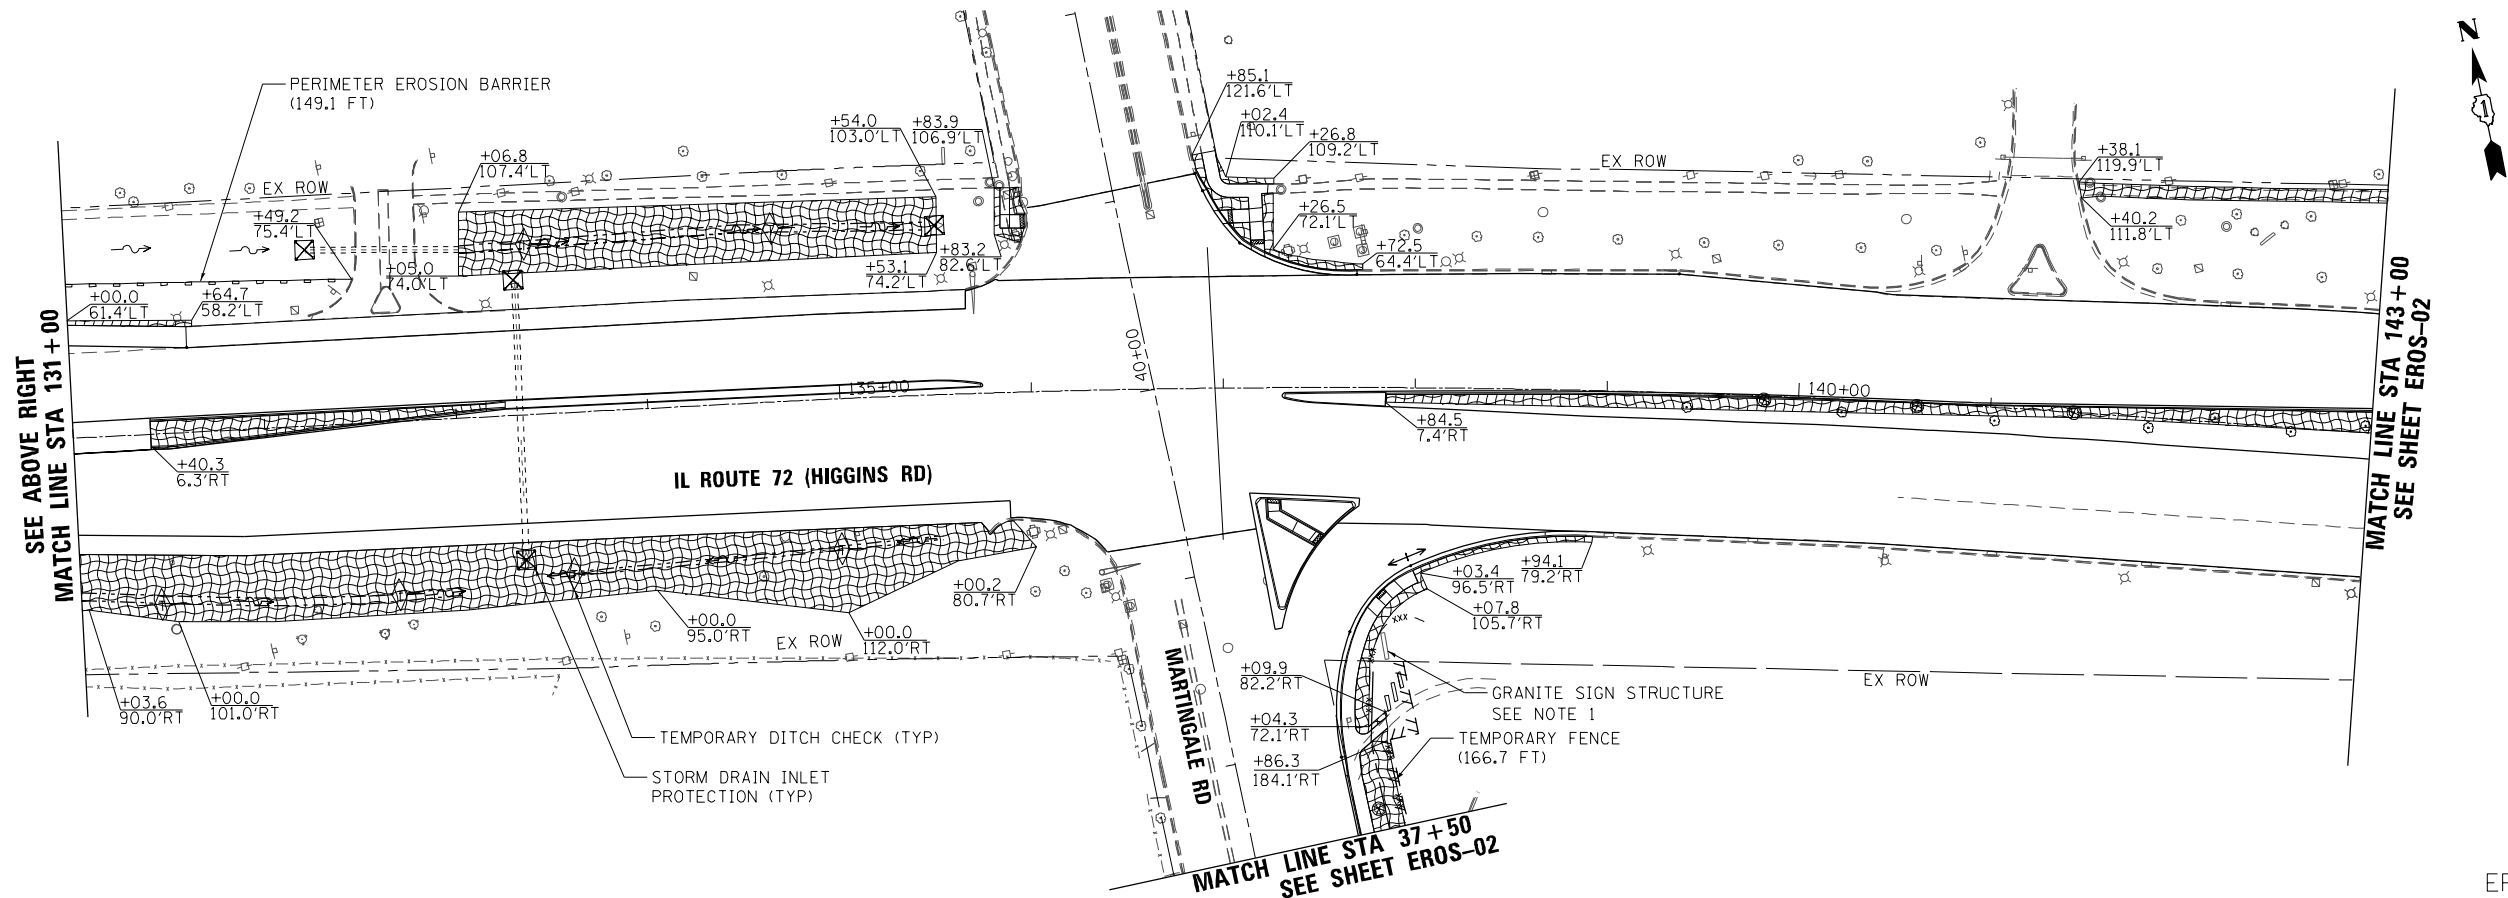 N
1
PERIMETER EROSION BARRIER
(149.1 FT)
+85.1
121.6'LT
+02.4
110.1'LT
+54.0
103.0'LT
+83.9
106.9'LT
+26.8
109.2'LT
+06.8
107.4'LT
+38.1
119.9'LT
EX ROW
EX ROW
+49.2
75.4'LT
+26.5
72.1'LT
+40.2
111.8'LT
+83.2
82.6'LT
+72.5
64.4'LT
+05.0
74.0'LT
+53.1
74.2'LT
+00.0
61.4'LT
+64.7
58.2'LT
SEE ABOVE RIGHT
MATCH LINE STA 131+00
40+00
135+00
140+00
MATCH LINE STA 143+00
SEE SHEET EROS-02
+84.5
7.4'RT
+40.3
6.3'RT
IL ROUTE 72 (HIGGINS RD)
+94.1
79.2'RT
+03.4
96.5'RT
+00.2
80.7'RT
+07.8
105.7'RT
+00.0
95.0'RT
+00.0
112.0'RT
EX ROW
EX ROW
+03.6
90.0'RT
+00.0
101.0'RT
MARTINGALE RD
+09.9
82.2'RT
GRANITE SIGN STRUCTURE
SEE NOTE 1
+04.3
72.1'RT
TEMPORARY DITCH CHECK (TYP)
TEMPORARY FENCE
(166.7 FT)
+86.3
184.1'RT
STORM DRAIN INLET
PROTECTION (TYP)
MATCH LINE STA 37+50
SEE SHEET EROS-02